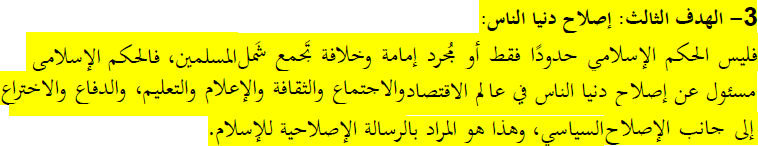 3- الهدف الثالث: إصلاح دنيا الناس:
فليس الحكم الإسلامي حدودًا فقط أو مُجرد إمامة وخلافة تَجمع شَمل المسلمين، فالحكم الإسلامي
مسئول عن إصلاح دنيا الناس في عالم الاقتصاد والاجتماع والثقافة والإعلام والتعليم، والدفاع والاختراع
إلى جانب الإصلاح السياسي، وهذا هو المراد بالرسالة الإصلاحية للإسلام.